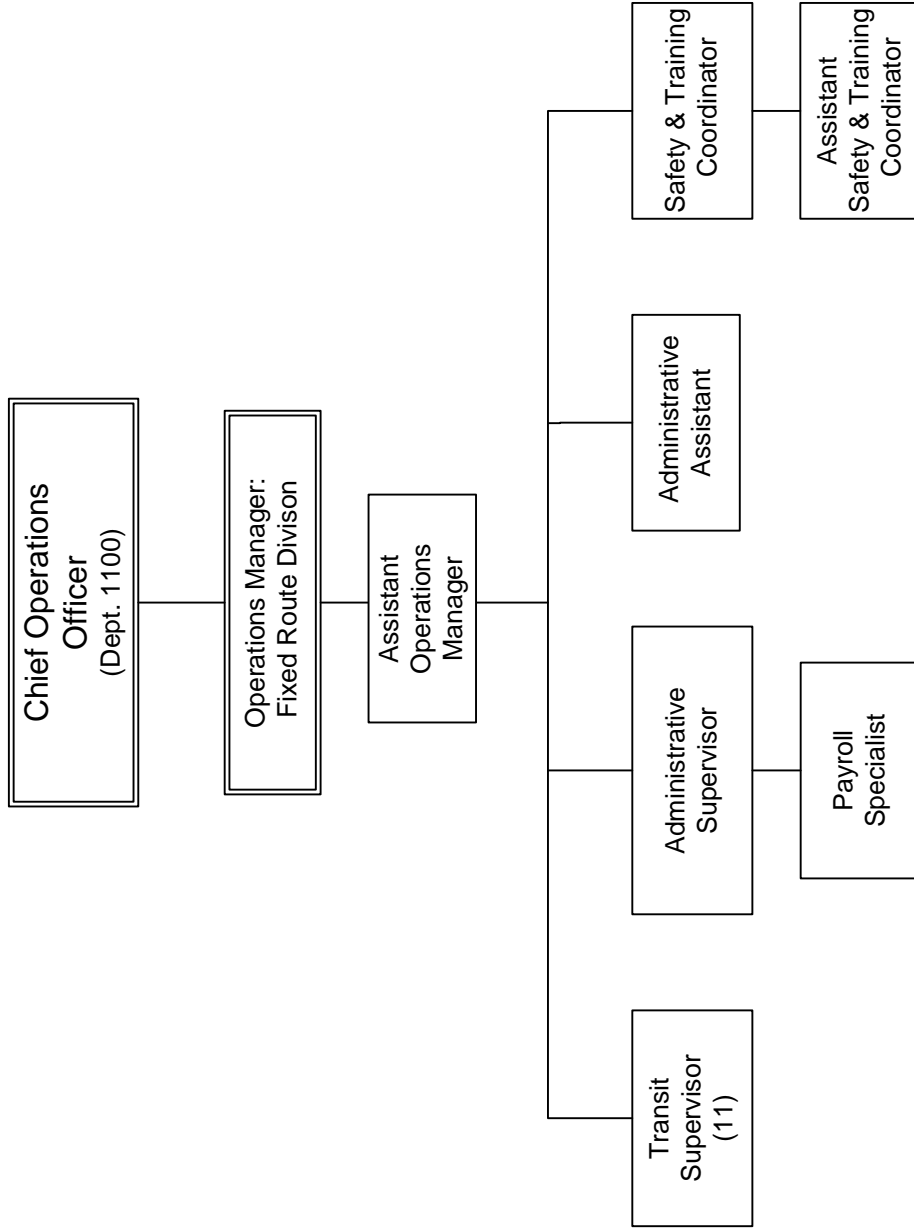 Chief Operations
Officer
(Dept. 1100)
Operations Manager:
Fixed Route Divison
Assistant
Operations
Manager
Transit
Supervisor
(11)
Administrative
Supervisor
Administrative
Assistant
Safety & Training
Coordinator
Payroll
Specialist
Assistant
Safety & Training
Coordinator